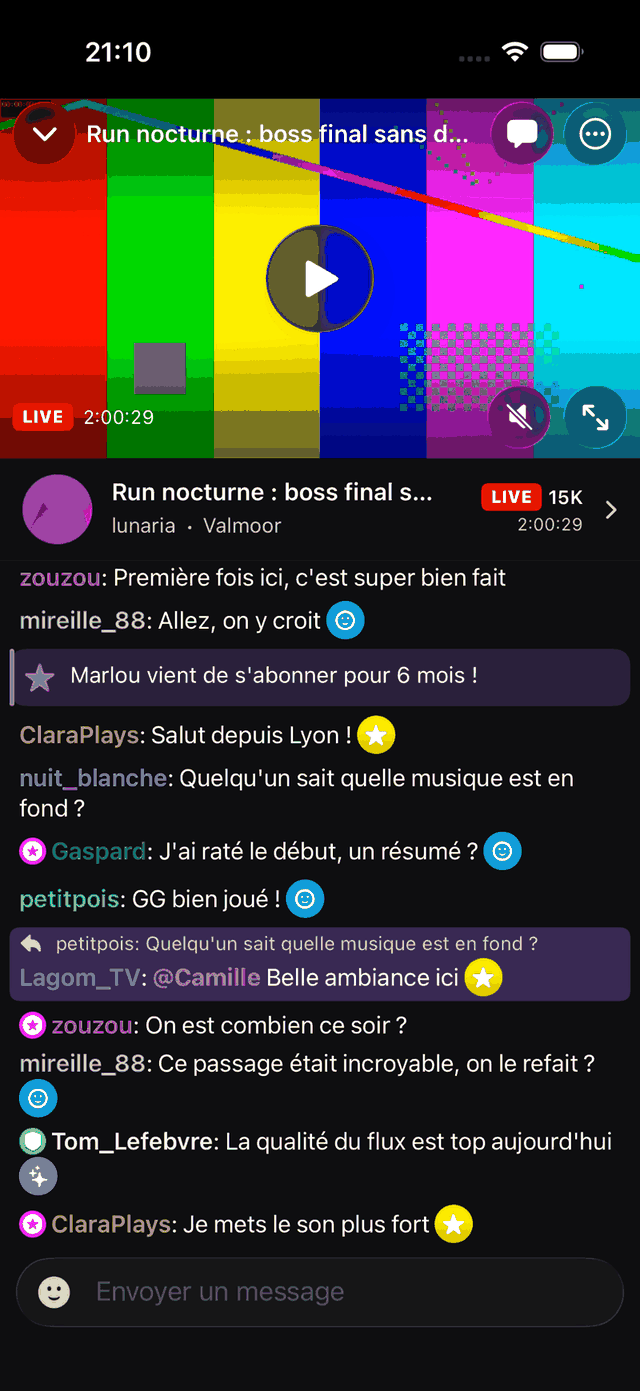 21:10
Run nocturne : boss final sans d...
LIVE 2:00:29
Run nocturne : boss final s...
LIVE 15K
lunaria • Valmoor
2:00:29
zouzou: Première fois ici, c'est super bien fait
mireille_88: Allez, on y croit
Marlou vient de s'abonner pour 6 mois !
ClaraPlays: Salut depuis Lyon !
nuit_blanche: Quelqu'un sait quelle musique est en
fond ?
Gaspard: J'ai raté le début, un résumé ?
petitpois: GG bien joué !
petitpois: Quelqu'un sait quelle musique est en fond ?
Lagom_TV: @Camille Belle ambiance ici
zouzou: On est combien ce soir ?
mireille_88: Ce passage était incroyable, on le refait ?
Tom_Lefebvre: La qualité du flux est top aujourd'hui
ClaraPlays: Je mets le son plus fort
Envoyer un message